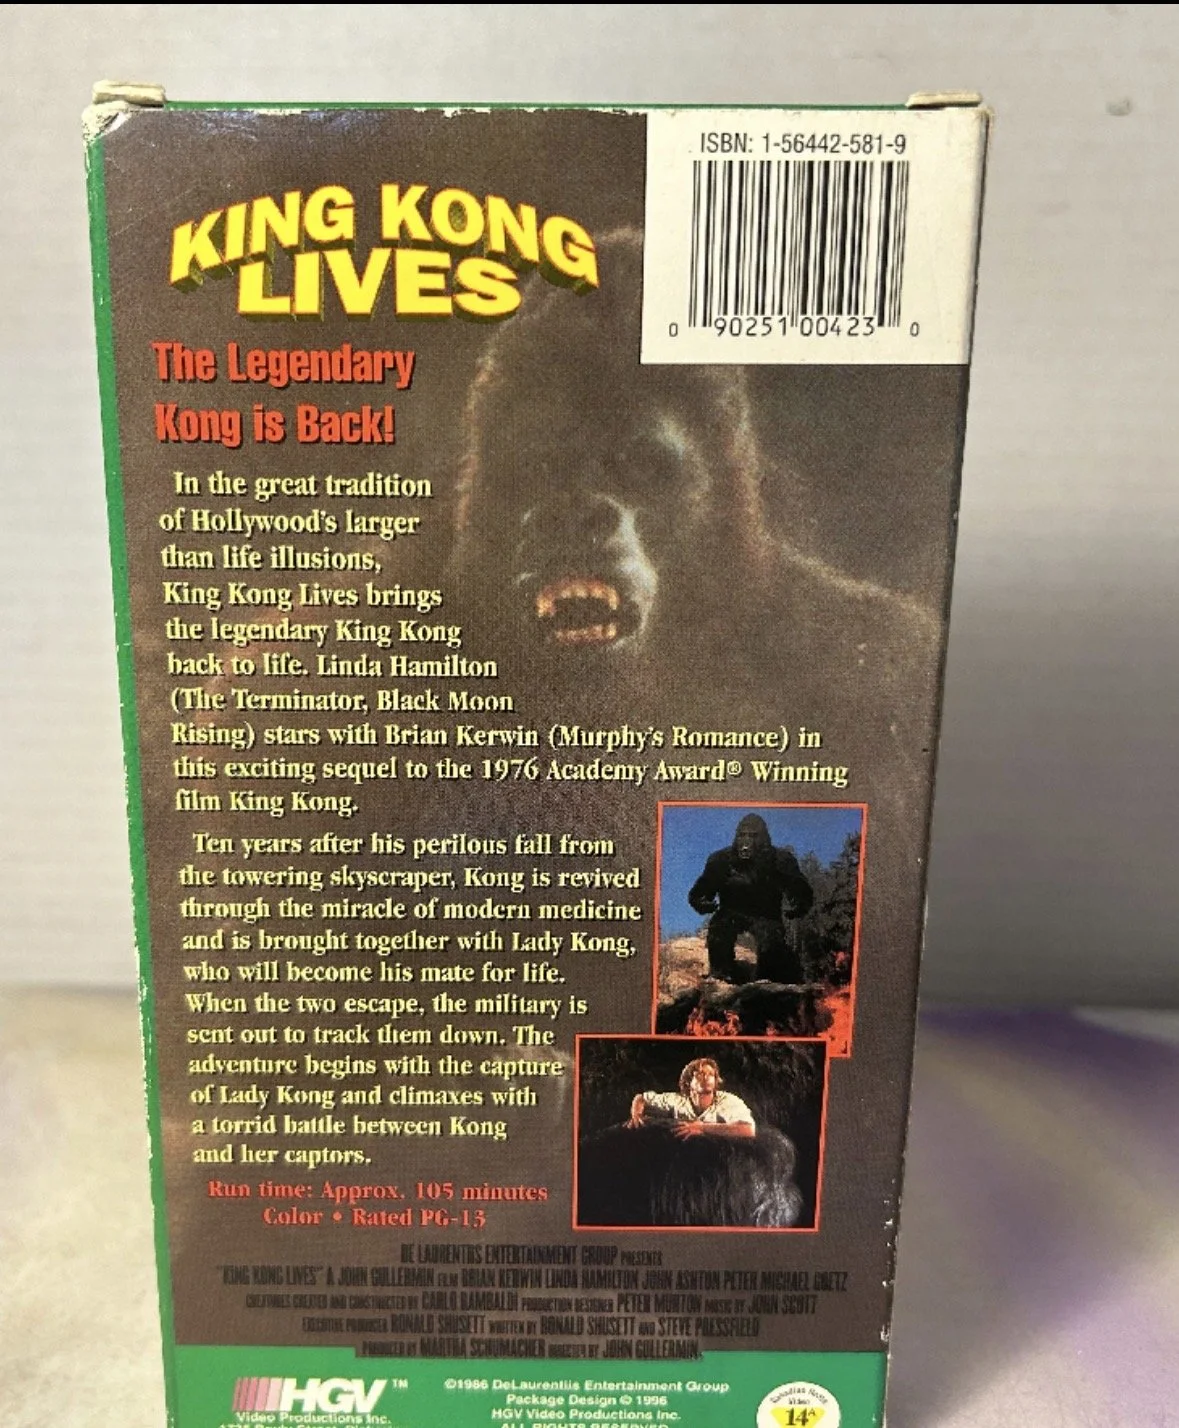 ISBN: 1-56442-581-9
0 90251 00423 0
KING KONG
LIVES
The Legendary
Kong is Back!
In the great tradition
of Hollywood's larger
than life illusions,
King Kong Lives brings
the legendary King Kong
back to life. Linda Hamilton
(The Terminator, Black Moon
Rising) stars with Brian Kerwin (Murphy's Romance) in
this exciting sequel to the 1976 Academy Award® Winning
film King Kong.
Ten years after his perilous fall from
the towering skyscraper, Kong is revived
through the miracle of modern medicine
and is brought together with Lady Kong,
who will become his mate for life.
When the two escape, the military is
sent out to track them down. The
adventure begins with the capture
of Lady Kong and climaxes with
a torrid battle between Kong
and her captors.
Run time: Approx. 105 minutes
Color • Rated PG-13
DE LAURENTIIS ENTERTAINMENT GROUP PRESENTS
"KING KONG LIVES" A JOHN GUILLERMIN FILM BRIAN KERWIN LINDA HAMILTON JOHN ASHTON PETER MICHAEL GOETZ
CREATURES CREATED AND CONSTRUCTED BY CARLO RAMBALDI PRODUCTION DESIGNER PETER MURTON MUSIC BY JOHN SCOTT
EXECUTIVE PRODUCER RONALD SHUSETT WRITTEN BY RONALD SHUSETT AND STEVE PRESSFIELD
PRODUCED BY MARTHA SCHUMACHER DIRECTED BY JOHN GUILLERMIN
HGV™
Video Productions Inc.
©1986 DeLaurentiis Entertainment Group
Package Design © 1996
HGV Video Productions Inc.
ALL RIGHTS RESERVED
Canadian Home
Video
14A